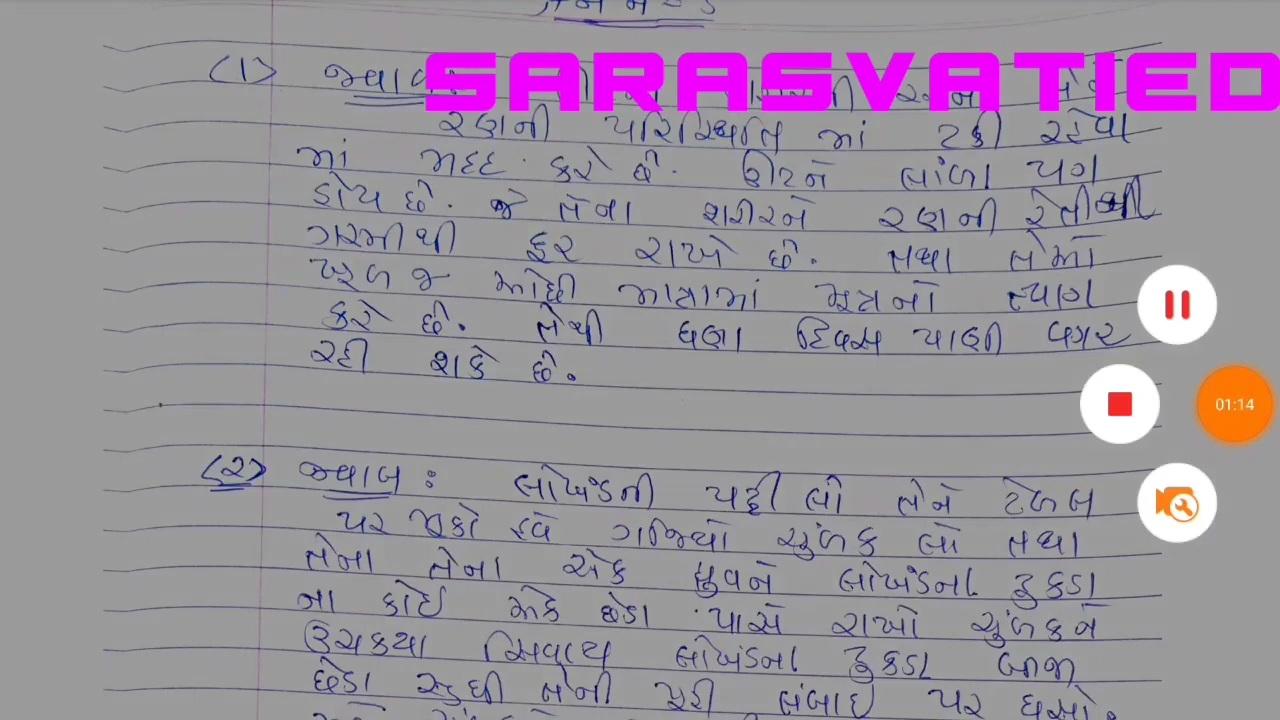 SARASVATIED
(1) જવાબ:
રણની પરિસ્થિતિ માં ટકી રહેવા
માં મદદ કરે છે. ઊંટને લાંબા પગ
હોય છે. જે તેના શરીરને રણની રેતીની
ગરમીથી દૂર રાખે છે. તથા તેઓ
ખૂબ જ ઓછી માત્રામાં મૂત્રનો ત્યાગ
કરે છે. તેથી ઘણા દિવસ પાણી વગર
રહી શકે છે.
01:14
(૨) જવાબ : લોખંડની પટ્ટી લો તેને ટેબલ
પર મૂકો હવે ગજિયો ચુંબક લો તથા
તેના તેના એક ધ્રુવને લોખંડના ટુકડા
ના કોઈ એક છેડા પાસે રાખો ચુંબકને
ઉચક્યા સિવાય લોખંડના ટુકડા બીજા
છેડા સુધી તેની પૂરી લંબાઇ પર ઘસો.